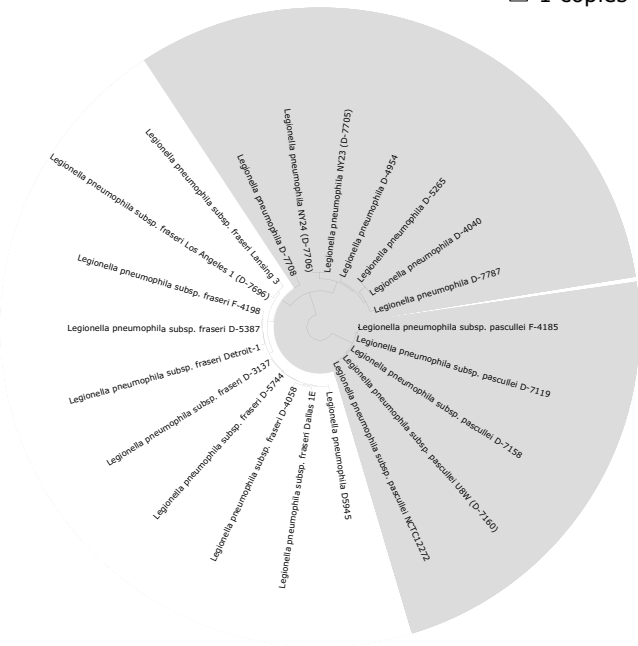 1 copies
Legionella pneumophila D-7708
Legionella pneumophila NY24 (D-7706)
Legionella pneumophila NY23 (D-7705)
Legionella pneumophila D-4954
Legionella pneumophila D-5265
Legionella pneumophila D-4040
Legionella pneumophila D-7787
Legionella pneumophila subsp. pascullei F-4185
Legionella pneumophila subsp. pascullei D-7119
Legionella pneumophila subsp. pascullei D-7158
Legionella pneumophila subsp. pascullei U8W (D-7160)
Legionella pneumophila subsp. pascullei NCTC12272
Legionella pneumophila D5945
Legionella pneumophila subsp. fraseri Dallas 1E
Legionella pneumophila subsp. fraseri D-4058
Legionella pneumophila subsp. fraseri D-5744
Legionella pneumophila subsp. fraseri D-3137
Legionella pneumophila subsp. fraseri Detroit-1
Legionella pneumophila subsp. fraseri D-5387
Legionella pneumophila subsp. fraseri F-4198
Legionella pneumophila subsp. fraseri Los Angeles 1 (D-7696)
Legionella pneumophila subsp. fraseri Lansing 3